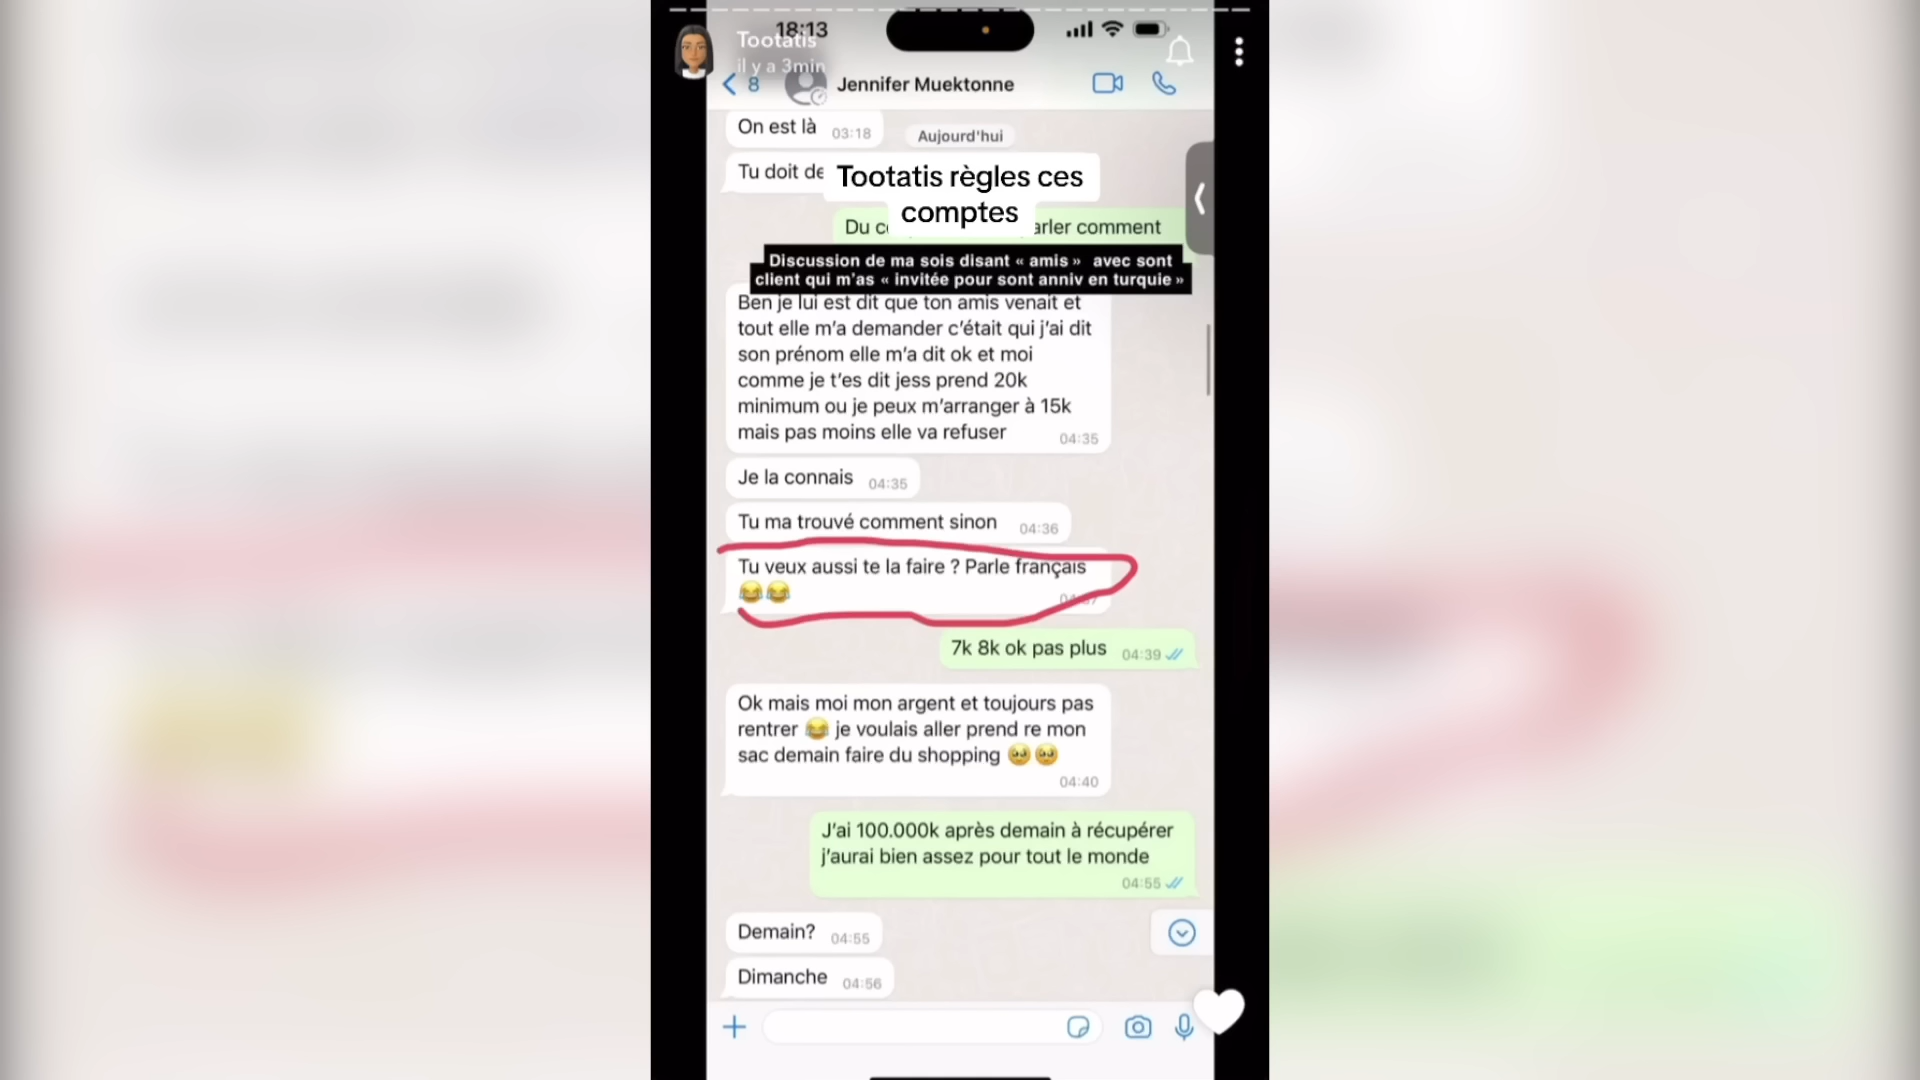 18:13
Tootatis
il y a 3min
8
Jennifer Muektonne
On est là 03:18
Aujourd'hui
Tu doit de
Tootatis règles ces
comptes
Du arler comment
Discussion de ma sois disant « amis » avec sont
client qui m'as « invitée pour sont anniv en turquie »
Ben je lui est dit que ton amis venait et
tout elle m'a demander c'était qui j'ai dit
son prénom elle m'a dit ok et moi
comme je t'es dit jess prend 20k
minimum ou je peux m'arranger à 15k
mais pas moins elle va refuser 04:35
Je la connais 04:35
Tu ma trouvé comment sinon 04:36
Tu veux aussi te la faire ? Parle français
😂😂
7k 8k ok pas plus 04:39
Ok mais moi mon argent et toujours pas
rentrer 😂 je voulais aller prend re mon
sac demain faire du shopping 🥺🥺
04:40
J'ai 100.000k après demain à récupérer
j'aurai bien assez pour tout le monde
04:55
Demain? 04:55
Dimanche 04:56